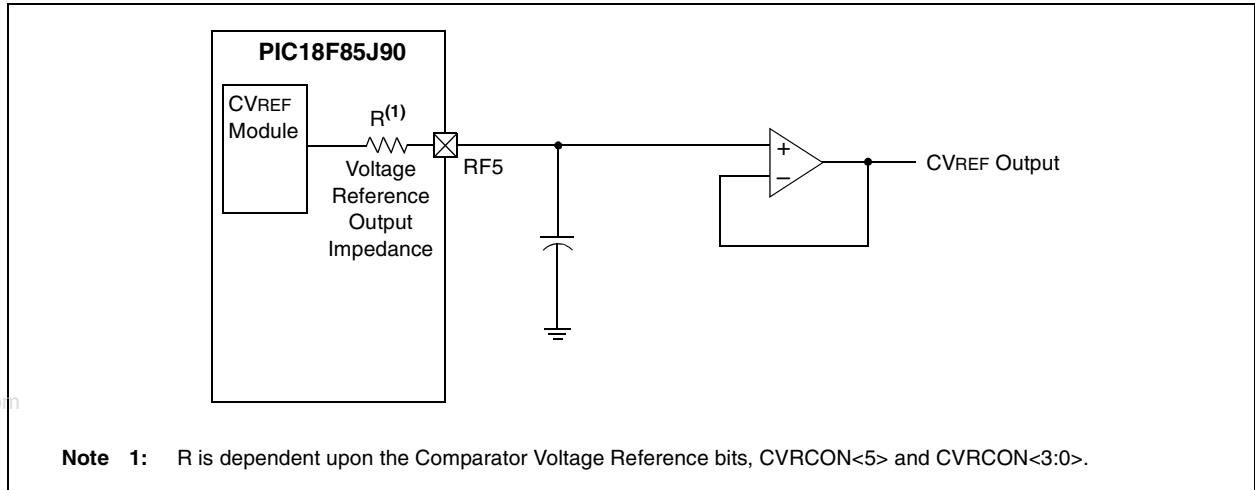 PIC18F85J90
CVREF
Module
R(1)
Voltage
Reference
Output
Impedance
RF5
+
–
CVREF Output
om
Note 1: R is dependent upon the Comparator Voltage Reference bits, CVRCON<5> and CVRCON<3:0>.